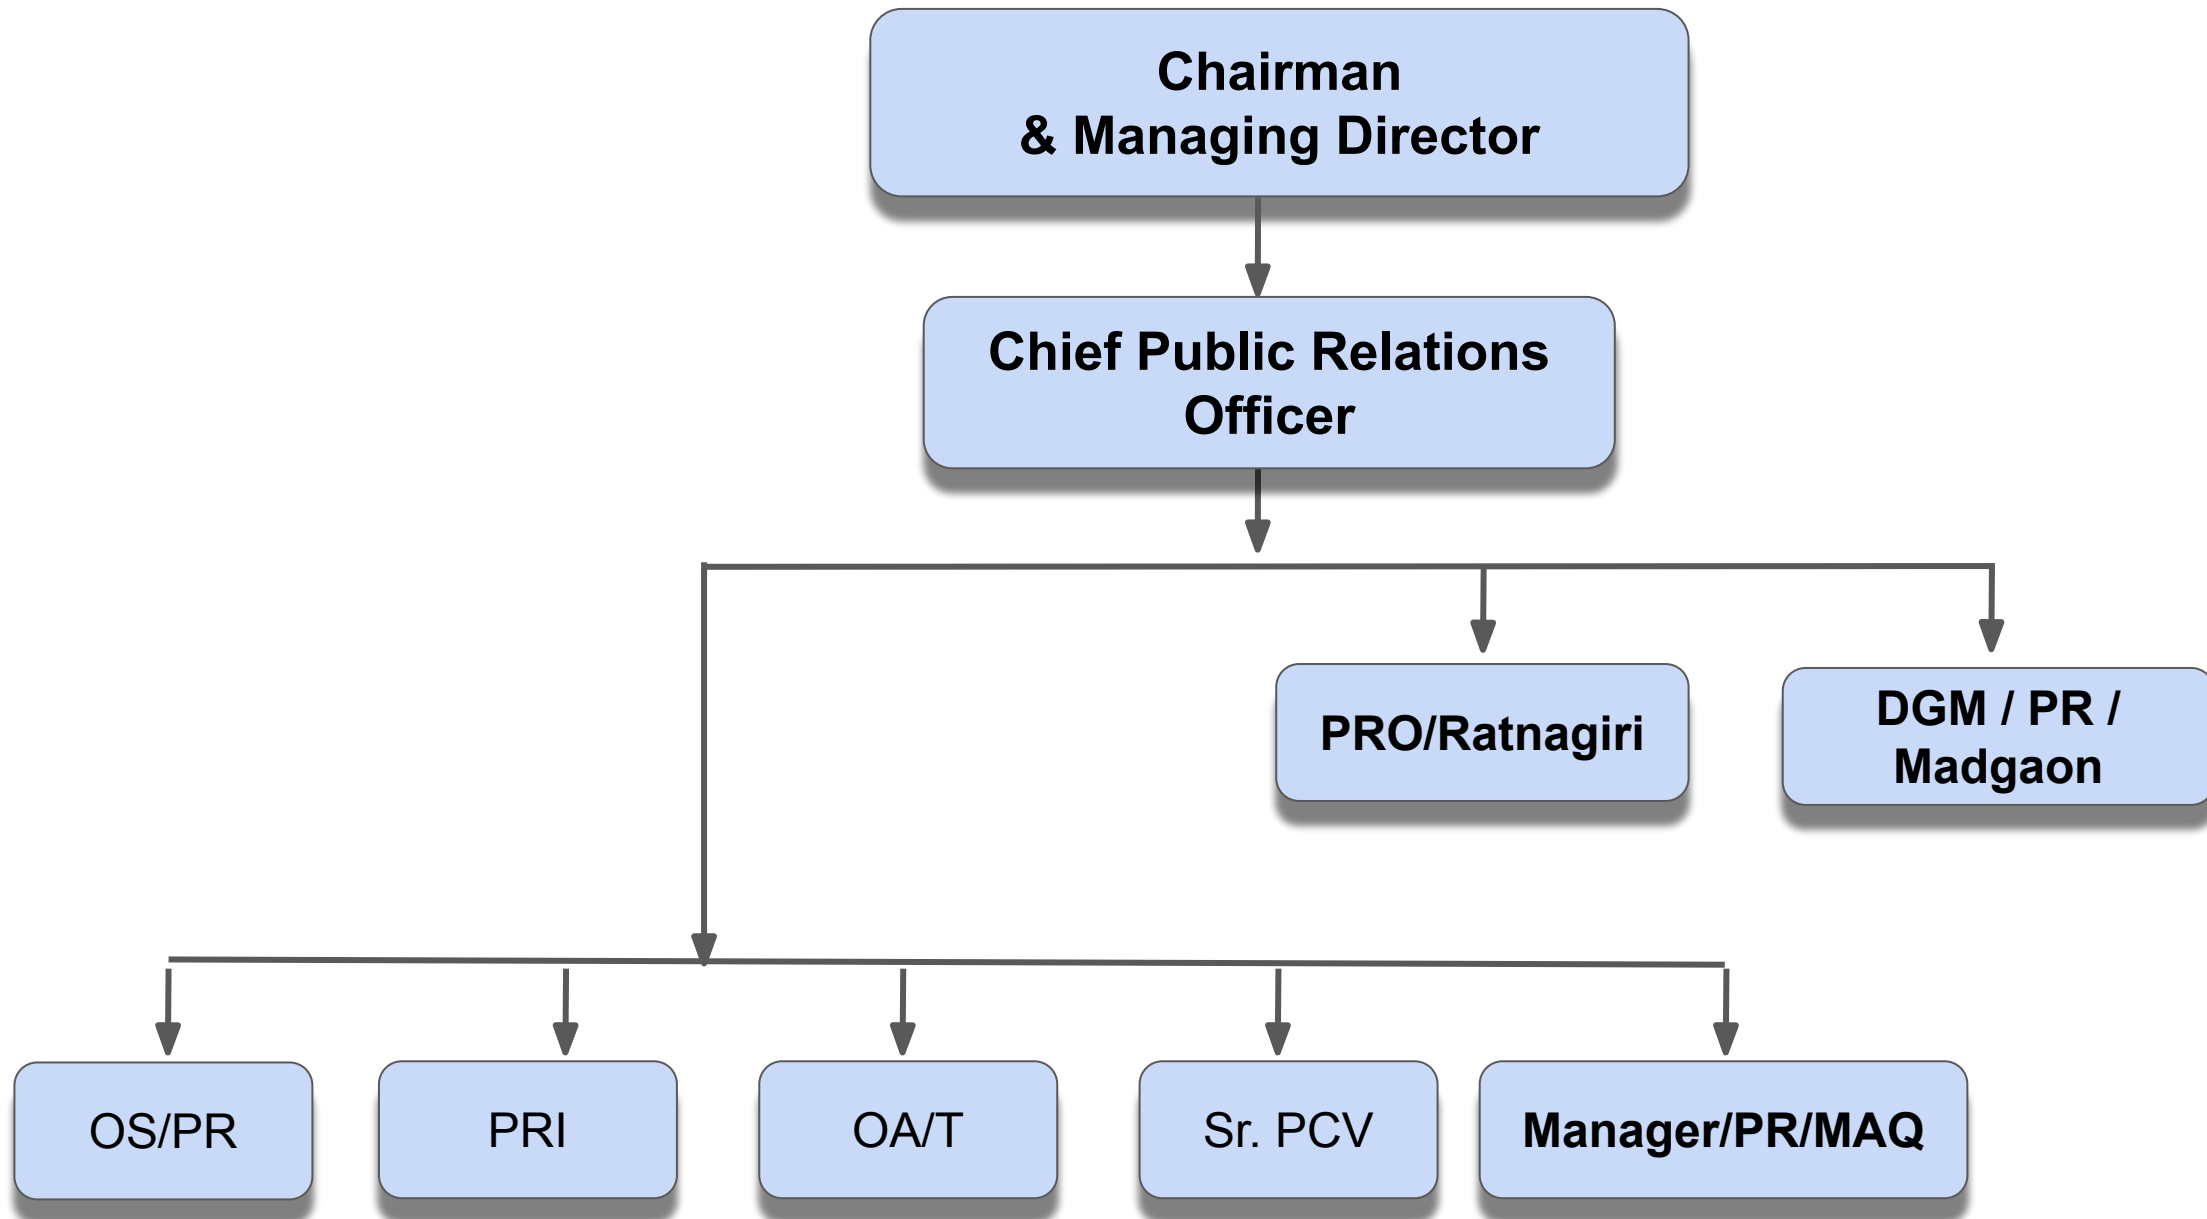 Chairman
& Managing Director
Chief Public Relations
Officer
PRO/Ratnagiri
DGM / PR /
Madgaon
OS/PR
PRI
OA/T
Sr. PCV
Manager/PR/MAQ